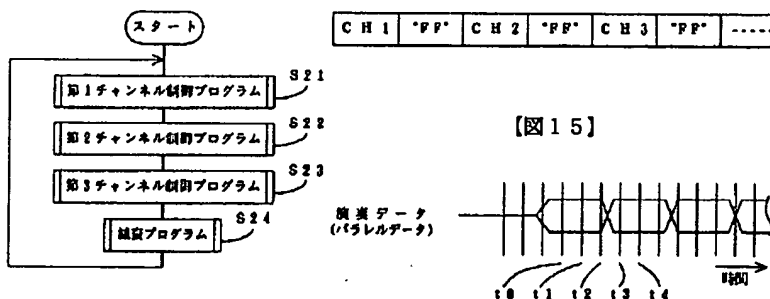 スタート
第1チャンネル制御プログラム
S21
第2チャンネル制御プログラム
S22
第3チャンネル制御プログラム
S23
減衰プログラム
S24
CH1 "FF" CH2 "FF" CH3 "FF" -----
【図15】
演奏データ
(パラレルデータ)
時間
t0 t1 t2 t3 t4